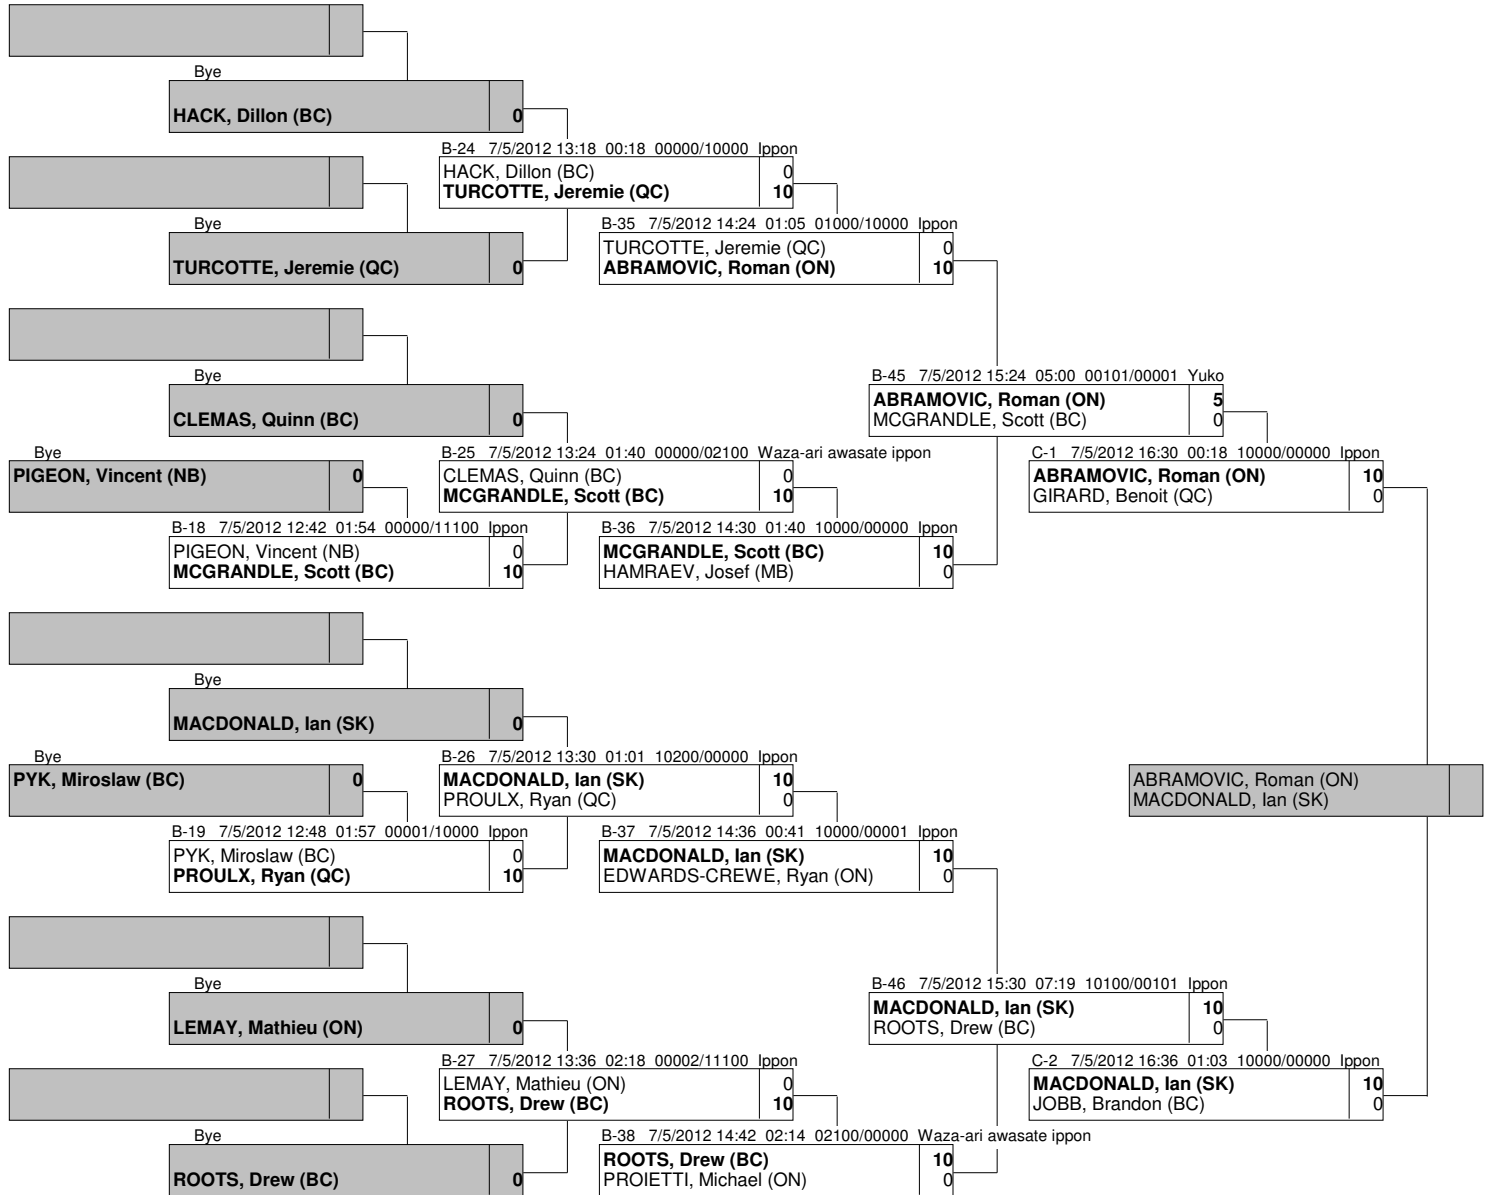 Bye
HACK, Dillon (BC) 0
B-24 7/5/2012 13:18 00:18 00000/10000 Ippon
HACK, Dillon (BC) 0
TURCOTTE, Jeremie (QC) 10
Bye
TURCOTTE, Jeremie (QC) 0
B-35 7/5/2012 14:24 01:05 01000/10000 Ippon
TURCOTTE, Jeremie (QC) 0
ABRAMOVIC, Roman (ON) 10
Bye
CLEMAS, Quinn (BC) 0
B-45 7/5/2012 15:24 05:00 00101/00001 Yuko
ABRAMOVIC, Roman (ON) 5
MCGRANDLE, Scott (BC) 0
Bye
PIGEON, Vincent (NB) 0
B-25 7/5/2012 13:24 01:40 00000/02100 Waza-ari awasate ippon
CLEMAS, Quinn (BC) 0
MCGRANDLE, Scott (BC) 10
C-1 7/5/2012 16:30 00:18 10000/00000 Ippon
ABRAMOVIC, Roman (ON) 10
GIRARD, Benoit (QC) 0
B-18 7/5/2012 12:42 01:54 00000/11100 Ippon
PIGEON, Vincent (NB) 0
MCGRANDLE, Scott (BC) 10
B-36 7/5/2012 14:30 01:40 10000/00000 Ippon
MCGRANDLE, Scott (BC) 10
HAMRAEV, Josef (MB) 0
Bye
MACDONALD, Ian (SK) 0
Bye
PYK, Miroslaw (BC) 0
B-26 7/5/2012 13:30 01:01 10200/00000 Ippon
MACDONALD, Ian (SK) 10
PROULX, Ryan (QC) 0
ABRAMOVIC, Roman (ON)
MACDONALD, Ian (SK)
B-19 7/5/2012 12:48 01:57 00001/10000 Ippon
PYK, Miroslaw (BC) 0
PROULX, Ryan (QC) 10
B-37 7/5/2012 14:36 00:41 10000/00001 Ippon
MACDONALD, Ian (SK) 10
EDWARDS-CREWE, Ryan (ON) 0
Bye
LEMAY, Mathieu (ON) 0
B-46 7/5/2012 15:30 07:19 10100/00101 Ippon
MACDONALD, Ian (SK) 10
ROOTS, Drew (BC) 0
B-27 7/5/2012 13:36 02:18 00002/11100 Ippon
LEMAY, Mathieu (ON) 0
ROOTS, Drew (BC) 10
C-2 7/5/2012 16:36 01:03 10000/00000 Ippon
MACDONALD, Ian (SK) 10
JOBB, Brandon (BC) 0
Bye
ROOTS, Drew (BC) 0
B-38 7/5/2012 14:42 02:14 02100/00000 Waza-ari awasate ippon
ROOTS, Drew (BC) 10
PROIETTI, Michael (ON) 0